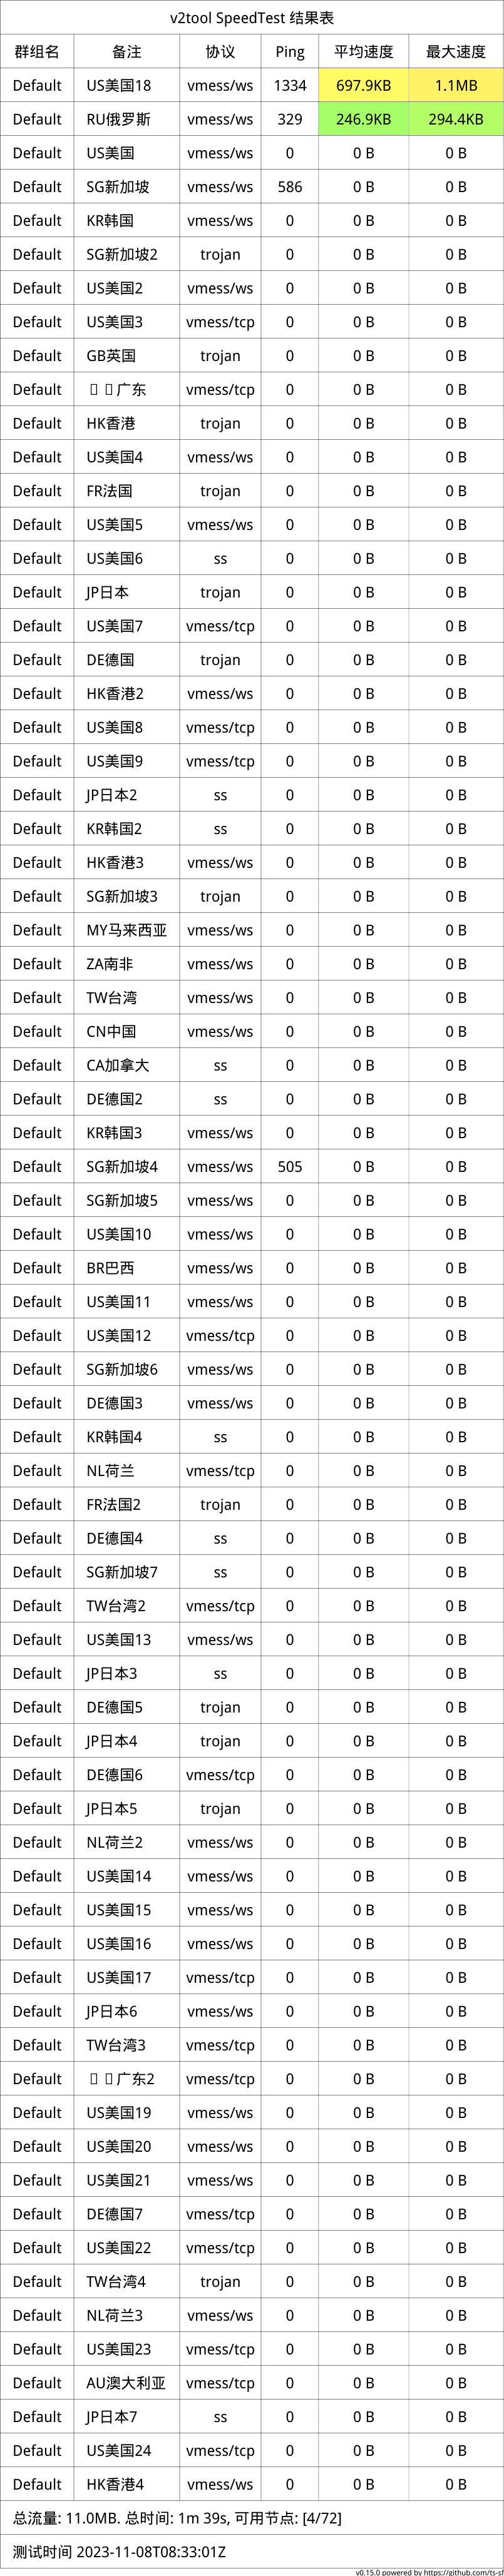 v2tool SpeedTest 结果表
群组名 备注 协议 Ping 平均速度 最大速度
Default US美国18 vmess/ws 1334 697.9KB 1.1MB
Default RU俄罗斯 vmess/ws 329 246.9KB 294.4KB
Default US美国 vmess/ws 0 0 B 0 B
Default SG新加坡 vmess/ws 586 0 B 0 B
Default KR韩国 vmess/ws 0 0 B 0 B
Default SG新加坡2 trojan 0 0 B 0 B
Default US美国2 vmess/ws 0 0 B 0 B
Default US美国3 vmess/tcp 0 0 B 0 B
Default GB英国 trojan 0 0 B 0 B
Default 广东 vmess/tcp 0 0 B 0 B
Default HK香港 trojan 0 0 B 0 B
Default US美国4 vmess/ws 0 0 B 0 B
Default FR法国 trojan 0 0 B 0 B
Default US美国5 vmess/ws 0 0 B 0 B
Default US美国6 ss 0 0 B 0 B
Default JP日本 trojan 0 0 B 0 B
Default US美国7 vmess/tcp 0 0 B 0 B
Default DE德国 trojan 0 0 B 0 B
Default HK香港2 vmess/ws 0 0 B 0 B
Default US美国8 vmess/tcp 0 0 B 0 B
Default US美国9 vmess/tcp 0 0 B 0 B
Default JP日本2 ss 0 0 B 0 B
Default KR韩国2 ss 0 0 B 0 B
Default HK香港3 vmess/ws 0 0 B 0 B
Default SG新加坡3 trojan 0 0 B 0 B
Default MY马来西亚 vmess/ws 0 0 B 0 B
Default ZA南非 vmess/ws 0 0 B 0 B
Default TW台湾 vmess/ws 0 0 B 0 B
Default CN中国 vmess/ws 0 0 B 0 B
Default CA加拿大 ss 0 0 B 0 B
Default DE德国2 ss 0 0 B 0 B
Default KR韩国3 vmess/ws 0 0 B 0 B
Default SG新加坡4 vmess/ws 505 0 B 0 B
Default SG新加坡5 vmess/ws 0 0 B 0 B
Default US美国10 vmess/ws 0 0 B 0 B
Default BR巴西 vmess/ws 0 0 B 0 B
Default US美国11 vmess/ws 0 0 B 0 B
Default US美国12 vmess/tcp 0 0 B 0 B
Default SG新加坡6 vmess/ws 0 0 B 0 B
Default DE德国3 vmess/ws 0 0 B 0 B
Default KR韩国4 ss 0 0 B 0 B
Default NL荷兰 vmess/tcp 0 0 B 0 B
Default FR法国2 trojan 0 0 B 0 B
Default DE德国4 ss 0 0 B 0 B
Default SG新加坡7 ss 0 0 B 0 B
Default TW台湾2 vmess/tcp 0 0 B 0 B
Default US美国13 vmess/ws 0 0 B 0 B
Default JP日本3 ss 0 0 B 0 B
Default DE德国5 trojan 0 0 B 0 B
Default JP日本4 trojan 0 0 B 0 B
Default DE德国6 vmess/tcp 0 0 B 0 B
Default JP日本5 trojan 0 0 B 0 B
Default NL荷兰2 vmess/ws 0 0 B 0 B
Default US美国14 vmess/ws 0 0 B 0 B
Default US美国15 vmess/ws 0 0 B 0 B
Default US美国16 vmess/ws 0 0 B 0 B
Default US美国17 vmess/tcp 0 0 B 0 B
Default JP日本6 vmess/ws 0 0 B 0 B
Default TW台湾3 vmess/tcp 0 0 B 0 B
Default 广东2 vmess/tcp 0 0 B 0 B
Default US美国19 vmess/ws 0 0 B 0 B
Default US美国20 vmess/ws 0 0 B 0 B
Default US美国21 vmess/ws 0 0 B 0 B
Default DE德国7 vmess/tcp 0 0 B 0 B
Default US美国22 vmess/tcp 0 0 B 0 B
Default TW台湾4 trojan 0 0 B 0 B
Default NL荷兰3 vmess/ws 0 0 B 0 B
Default US美国23 vmess/tcp 0 0 B 0 B
Default AU澳大利亚 vmess/tcp 0 0 B 0 B
Default JP日本7 ss 0 0 B 0 B
Default US美国24 vmess/tcp 0 0 B 0 B
Default HK香港4 vmess/ws 0 0 B 0 B
总流量: 11.0MB. 总时间: 1m 39s, 可用节点: [4/72]
测试时间 2023-11-08T08:33:01Z
v0.15.0 powered by https://github.com/ts-sf